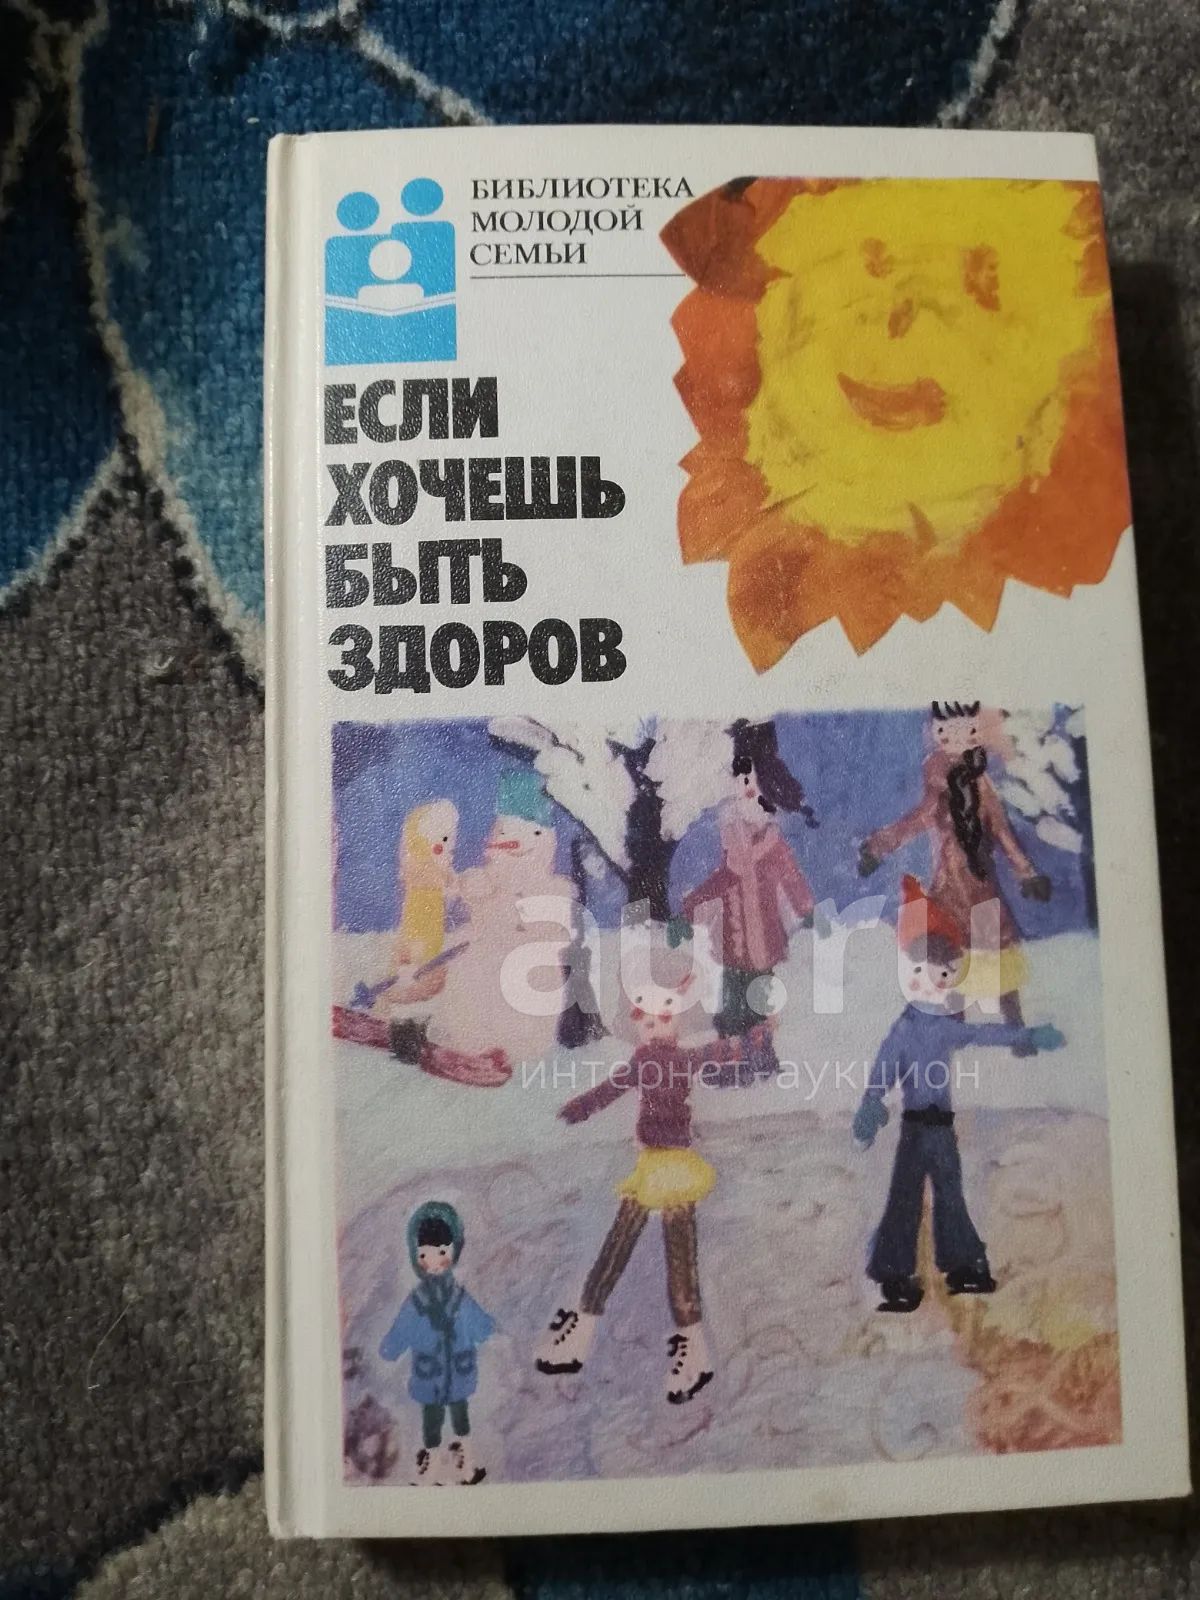 БИБЛИОТЕКА
МОЛОДОЙ
СЕМЬИ
ЕСЛИ
ХОЧЕШЬ
БЫТЬ
ЗДОРОВ
au.ru
интернет-аукцион